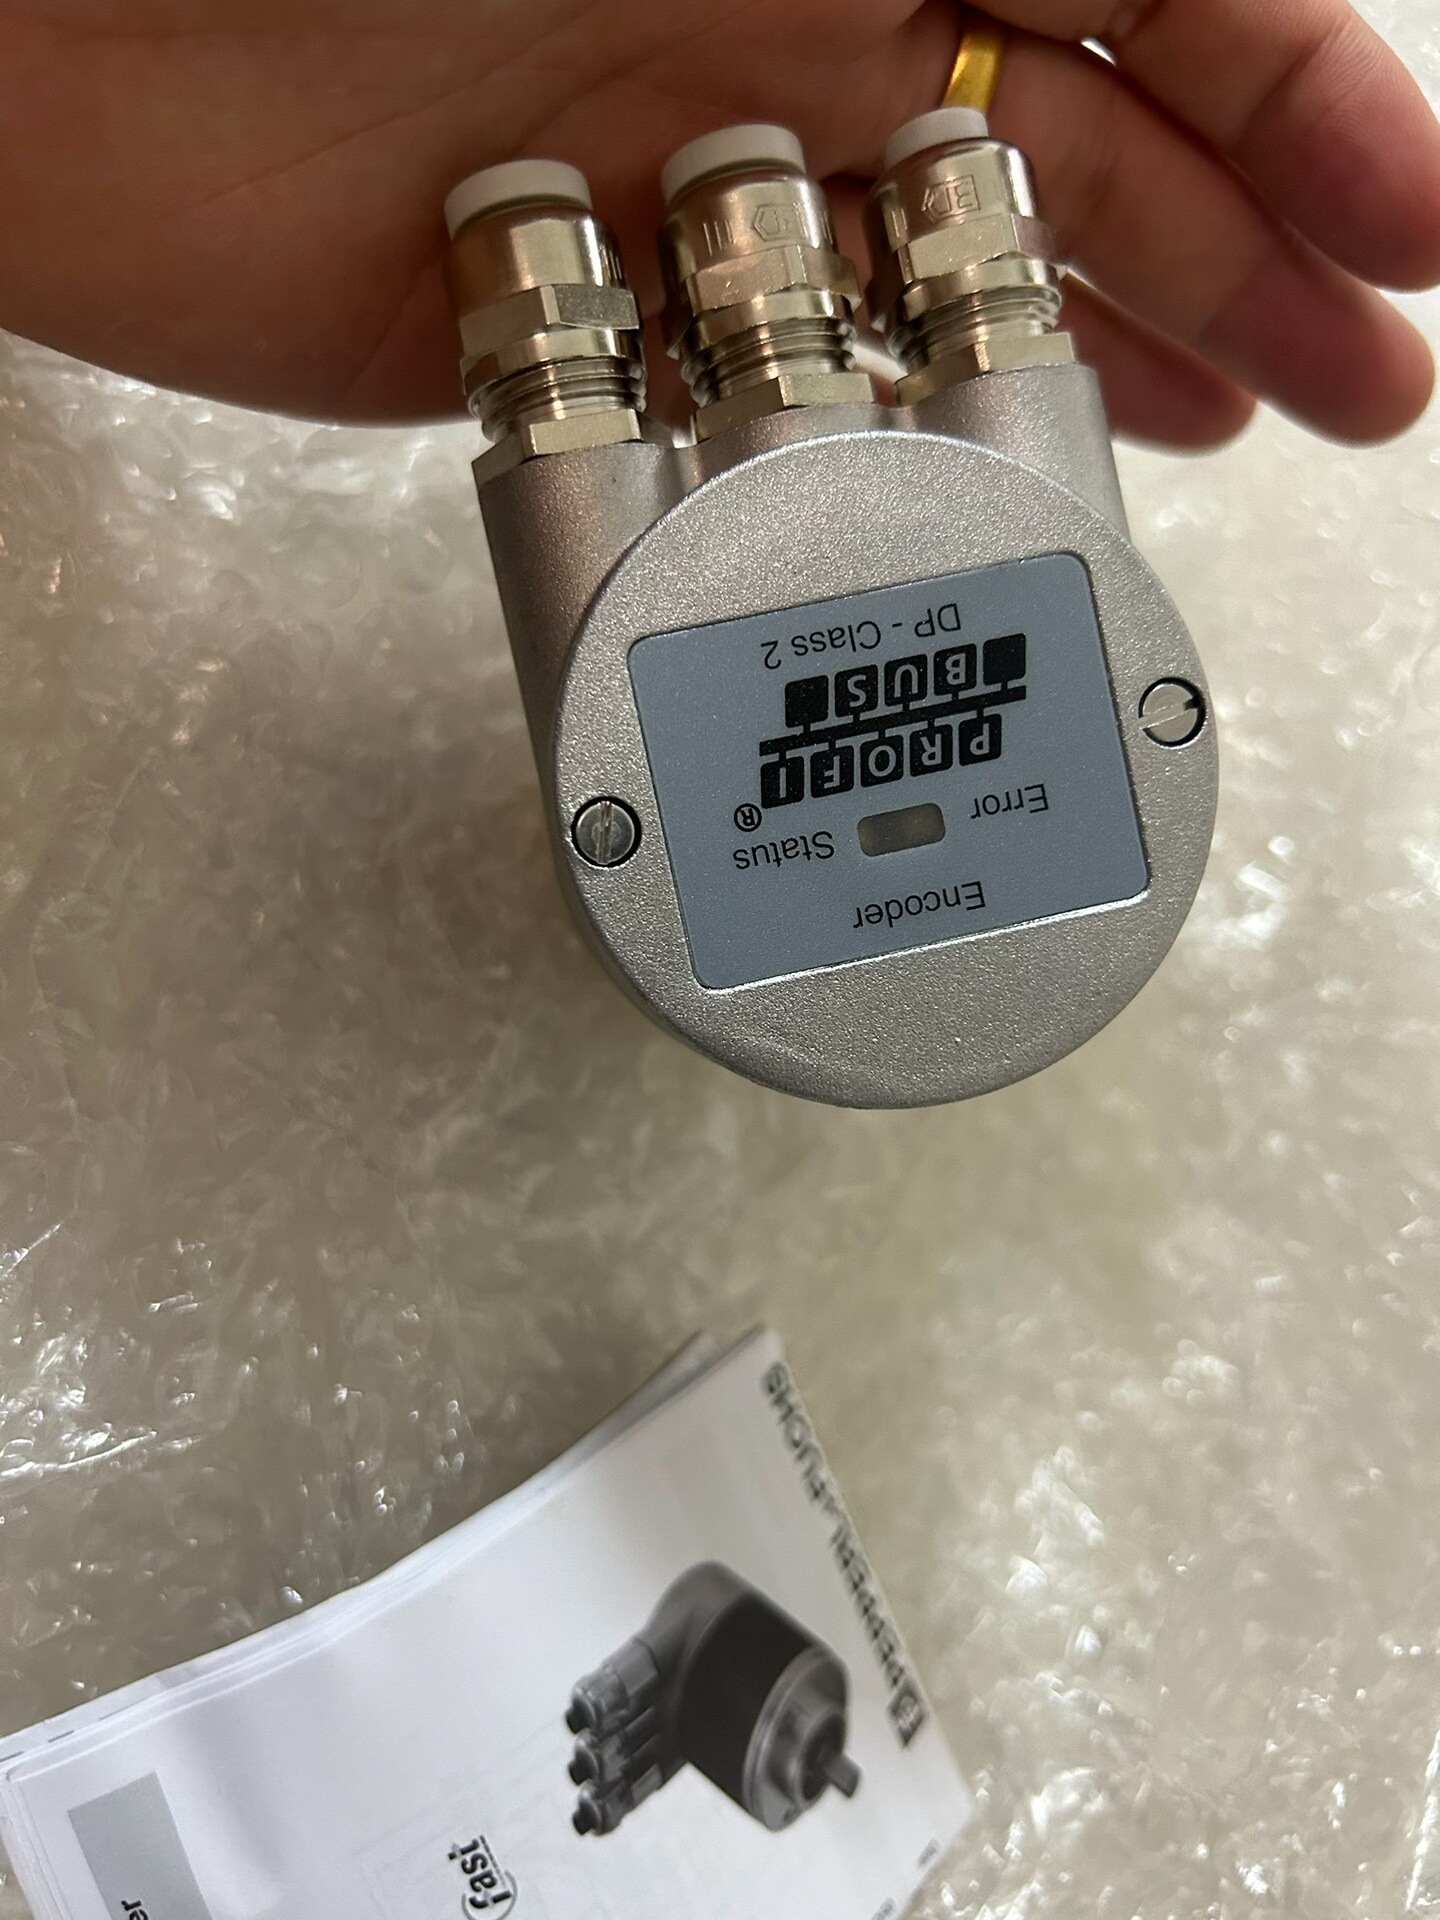 Encoder
Error Status
PROFI®
BUS
DP - Class 2
PEPPERL+FUCHS
fast